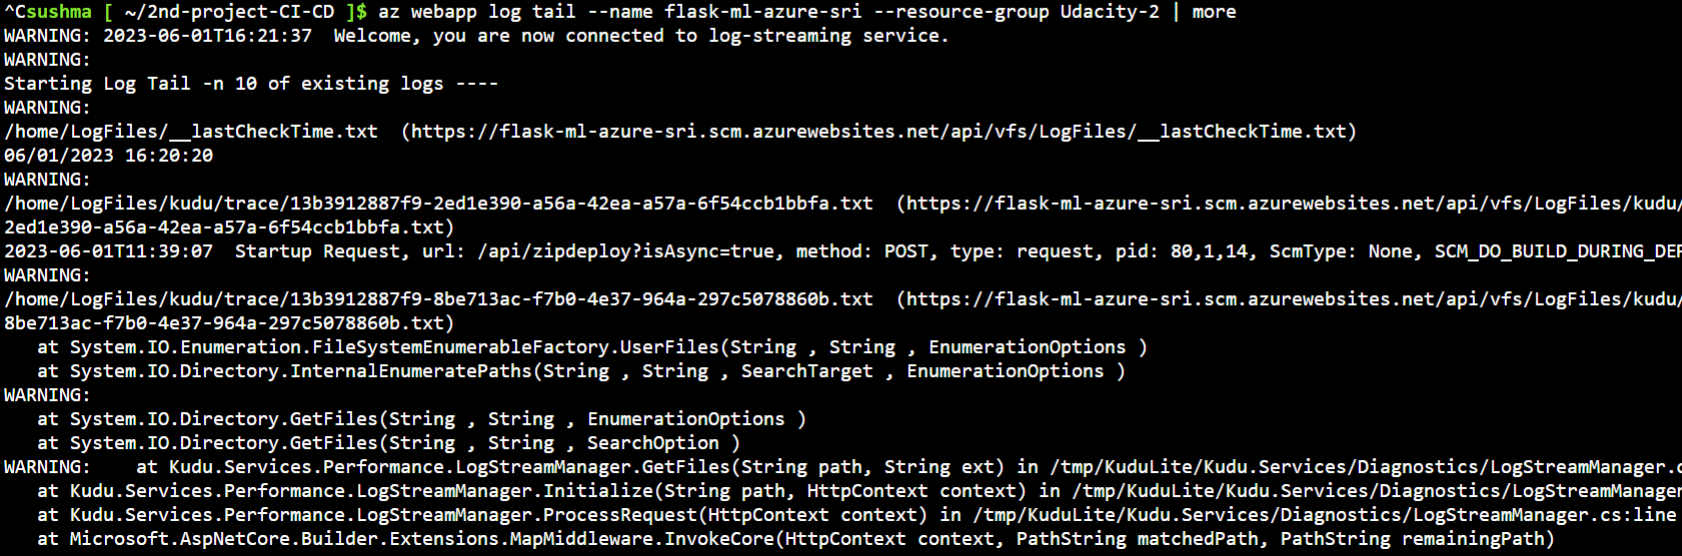 ^Csushma [ ~/2nd-project-CI-CD ]$ az webapp log tail --name flask-ml-azure-sri --resource-group Udacity-2 | more
WARNING: 2023-06-01T16:21:37  Welcome, you are now connected to log-streaming service.
WARNING:
Starting Log Tail -n 10 of existing logs ----
WARNING:
/home/LogFiles/__lastCheckTime.txt  (https://flask-ml-azure-sri.scm.azurewebsites.net/api/vfs/LogFiles/__lastCheckTime.txt)
06/01/2023 16:20:20
WARNING:
/home/LogFiles/kudu/trace/13b3912887f9-2ed1e390-a56a-42ea-a57a-6f54ccb1bbfa.txt  (https://flask-ml-azure-sri.scm.azurewebsites.net/api/vfs/LogFiles/kudu/
2ed1e390-a56a-42ea-a57a-6f54ccb1bbfa.txt)
2023-06-01T11:39:07  Startup Request, url: /api/zipdeploy?isAsync=true, method: POST, type: request, pid: 80,1,14, ScmType: None, SCM_DO_BUILD_DURING_DEP
WARNING:
/home/LogFiles/kudu/trace/13b3912887f9-8be713ac-f7b0-4e37-964a-297c5078860b.txt  (https://flask-ml-azure-sri.scm.azurewebsites.net/api/vfs/LogFiles/kudu/
8be713ac-f7b0-4e37-964a-297c5078860b.txt)
   at System.IO.Enumeration.FileSystemEnumerableFactory.UserFiles(String , String , EnumerationOptions )
   at System.IO.Directory.InternalEnumeratePaths(String , String , SearchTarget , EnumerationOptions )
WARNING:
   at System.IO.Directory.GetFiles(String , String , EnumerationOptions )
   at System.IO.Directory.GetFiles(String , String , SearchOption )
WARNING:    at Kudu.Services.Performance.LogStreamManager.GetFiles(String path, String ext) in /tmp/KuduLite/Kudu.Services/Diagnostics/LogStreamManager.c
   at Kudu.Services.Performance.LogStreamManager.Initialize(String path, HttpContext context) in /tmp/KuduLite/Kudu.Services/Diagnostics/LogStreamManager
   at Kudu.Services.Performance.LogStreamManager.ProcessRequest(HttpContext context) in /tmp/KuduLite/Kudu.Services/Diagnostics/LogStreamManager.cs:line
   at Microsoft.AspNetCore.Builder.Extensions.MapMiddleware.InvokeCore(HttpContext context, PathString matchedPath, PathString remainingPath)